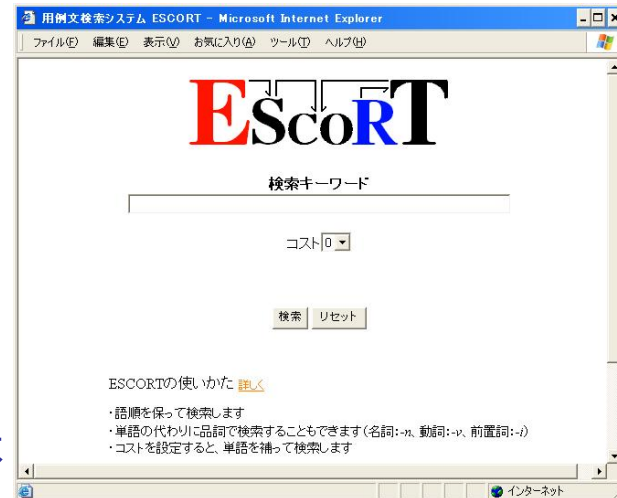 用例文検索システム ESCORT - Microsoft Internet Explorer
ファイル(F) 編集(E) 表示(V) お気に入り(A) ツール(T) ヘルプ(H)
EScoRT
検索キーワード
コスト 0
検索 リセット
ESCORTの使いかた 詳しく
・語順を保って検索します
・単語の代わりに品詞で検索することもできます(名詞:-n、動詞:-v、前置詞:-i)
・コストを設定すると、単語を補って検索します
インターネット